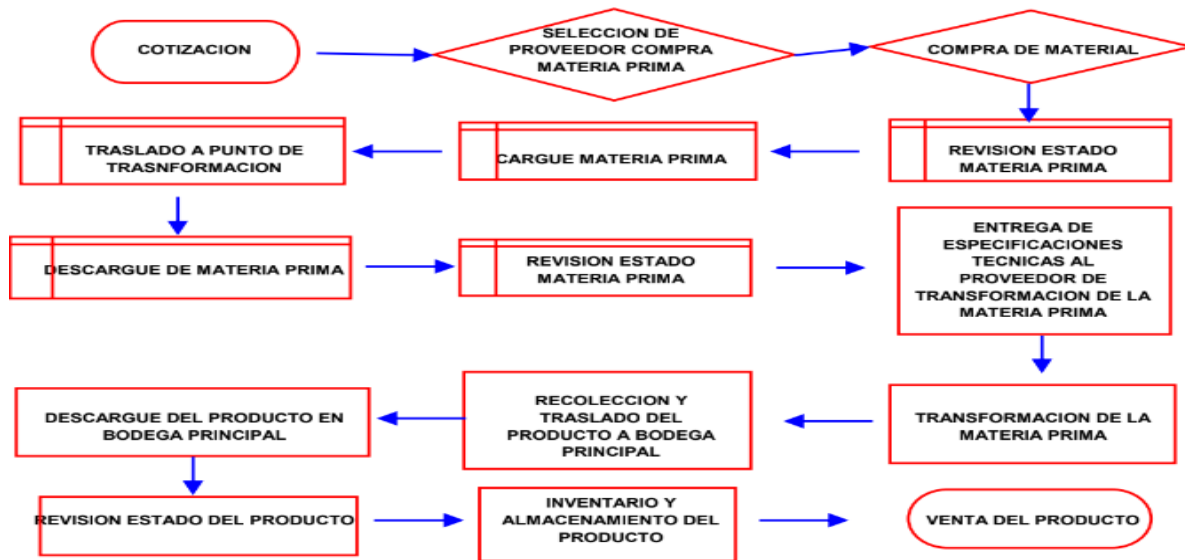 COTIZACION
SELECCION DE
PROVEEDOR COMPRA
MATERIA PRIMA
COMPRA DE MATERIAL
TRASLADO A PUNTO DE
TRASNFORMACION
CARGUE MATERIA PRIMA
REVISION ESTADO
MATERIA PRIMA
DESCARGUE DE MATERIA PRIMA
REVISION ESTADO
MATERIA PRIMA
ENTREGA DE
ESPECIFICACIONES
TECNICAS AL
PROVEEDOR DE
TRANSFORMACION DE LA
MATERIA PRIMA
DESCARGUE DEL PRODUCTO EN
BODEGA PRINCIPAL
RECOLECCION Y
TRASLADO DEL
PRODUCTO A BODEGA
PRINCIPAL
TRANSFORMACION DE LA
MATERIA PRIMA
REVISION ESTADO DEL PRODUCTO
INVENTARIO Y
ALMACENAMIENTO DEL
PRODUCTO
VENTA DEL PRODUCTO